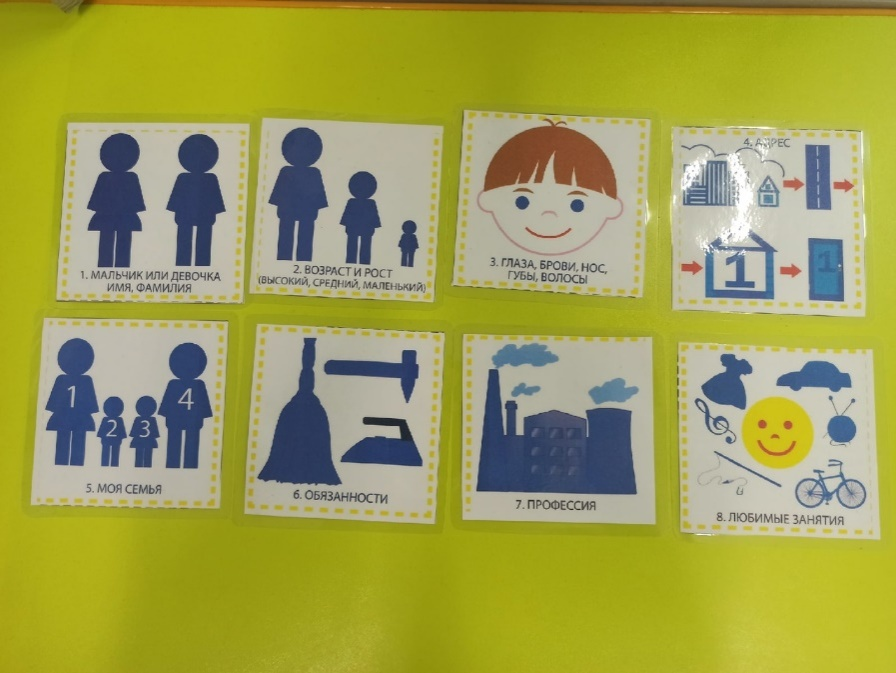 1. МАЛЬЧИК ИЛИ ДЕВОЧКА
ИМЯ, ФАМИЛИЯ
2. ВОЗРАСТ И РОСТ
(ВЫСОКИЙ, СРЕДНИЙ, МАЛЕНЬКИЙ)
3. ГЛАЗА, БРОВИ, НОС,
ГУБЫ, ВОЛОСЫ
4. АДРЕС
1
1
1
2
3
4
5. МОЯ СЕМЬЯ
6. ОБЯЗАННОСТИ
7. ПРОФЕССИЯ
8. ЛЮБИМЫЕ ЗАНЯТИЯ